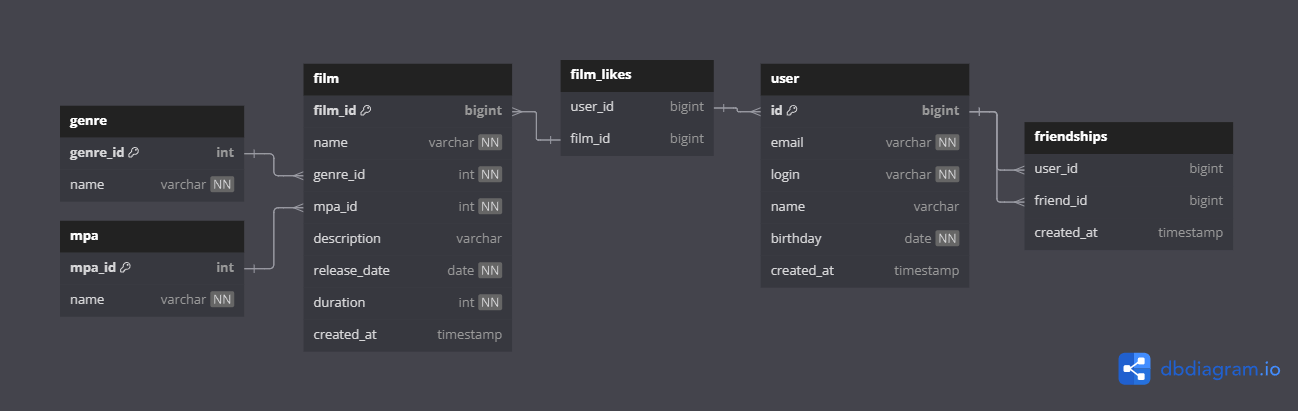 genre
genre_id int
name varchar NN
mpa
mpa_id int
name varchar NN
film
film_id bigint
name varchar NN
genre_id int NN
mpa_id int NN
description varchar
release_date date NN
duration int NN
created_at timestamp
film_likes
user_id bigint
film_id bigint
user
id bigint
email varchar NN
login varchar NN
name varchar
birthday date NN
created_at timestamp
friendships
user_id bigint
friend_id bigint
created_at timestamp
dbdiagram.io